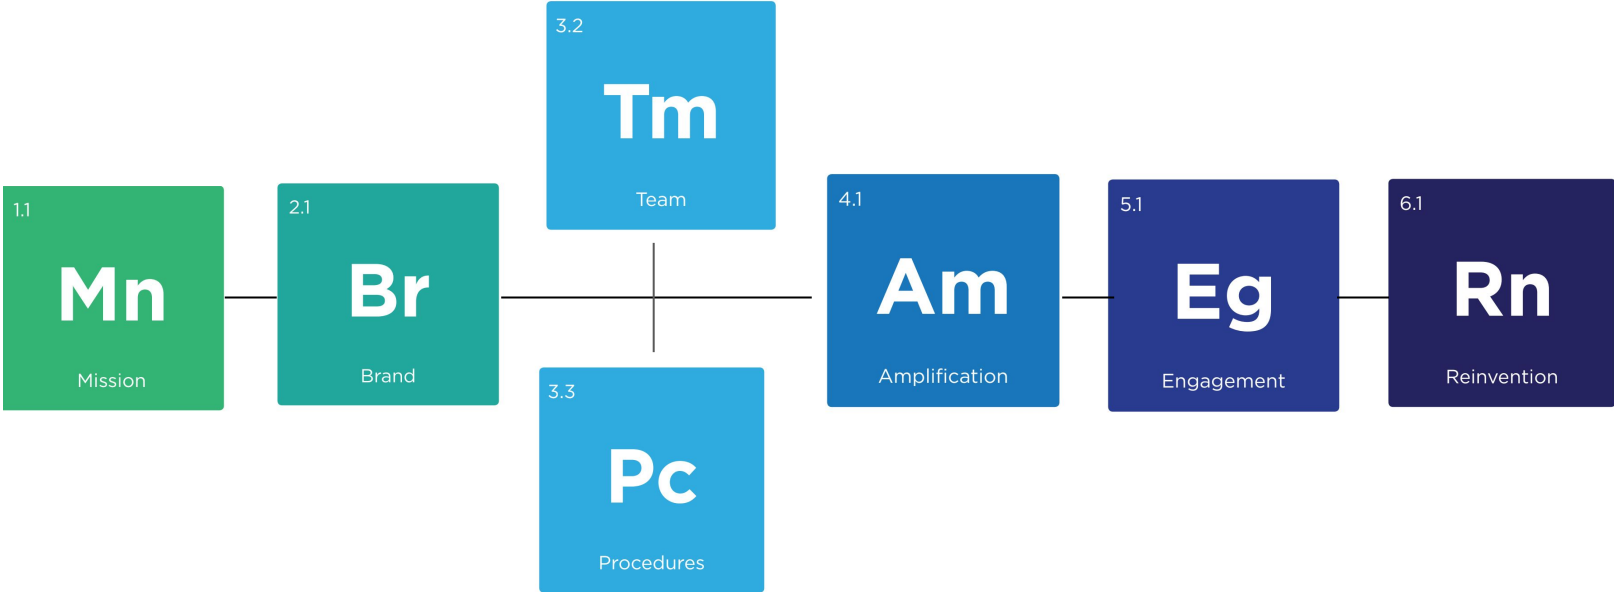 1.1
Mn
Mission
2.1
Br
Brand
3.2
Tm
Team
3.3
Pc
Procedures
4.1
Am
Amplification
5.1
Eg
Engagement
6.1
Rn
Reinvention